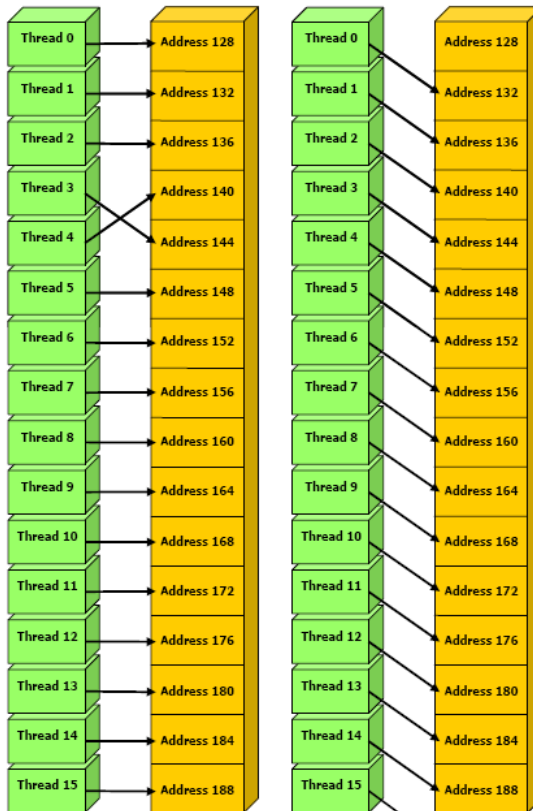 Thread 0 Address 128 Thread 0 Address 128
Thread 1 Address 132 Thread 1 Address 132
Thread 2 Address 136 Thread 2 Address 136
Thread 3 Address 140 Thread 3 Address 140
Thread 4 Address 144 Thread 4 Address 144
Thread 5 Address 148 Thread 5 Address 148
Thread 6 Address 152 Thread 6 Address 152
Thread 7 Address 156 Thread 7 Address 156
Thread 8 Address 160 Thread 8 Address 160
Thread 9 Address 164 Thread 9 Address 164
Thread 10 Address 168 Thread 10 Address 168
Thread 11 Address 172 Thread 11 Address 172
Thread 12 Address 176 Thread 12 Address 176
Thread 13 Address 180 Thread 13 Address 180
Thread 14 Address 184 Thread 14 Address 184
Thread 15 Address 188 Thread 15 Address 188